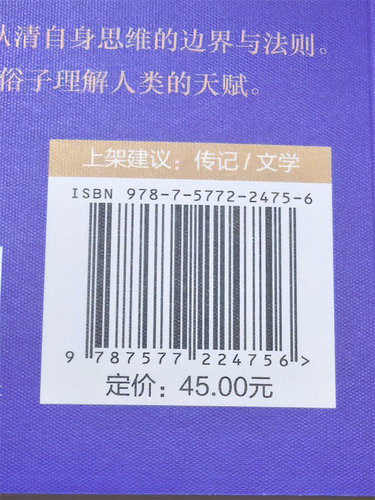 认清自身思维的边界与法则。
俗子理解人类的天赋。
上架建议：传记/文学
ISBN 978-7-5772-2475-6
9 787577 224756 >
定价：45.00元